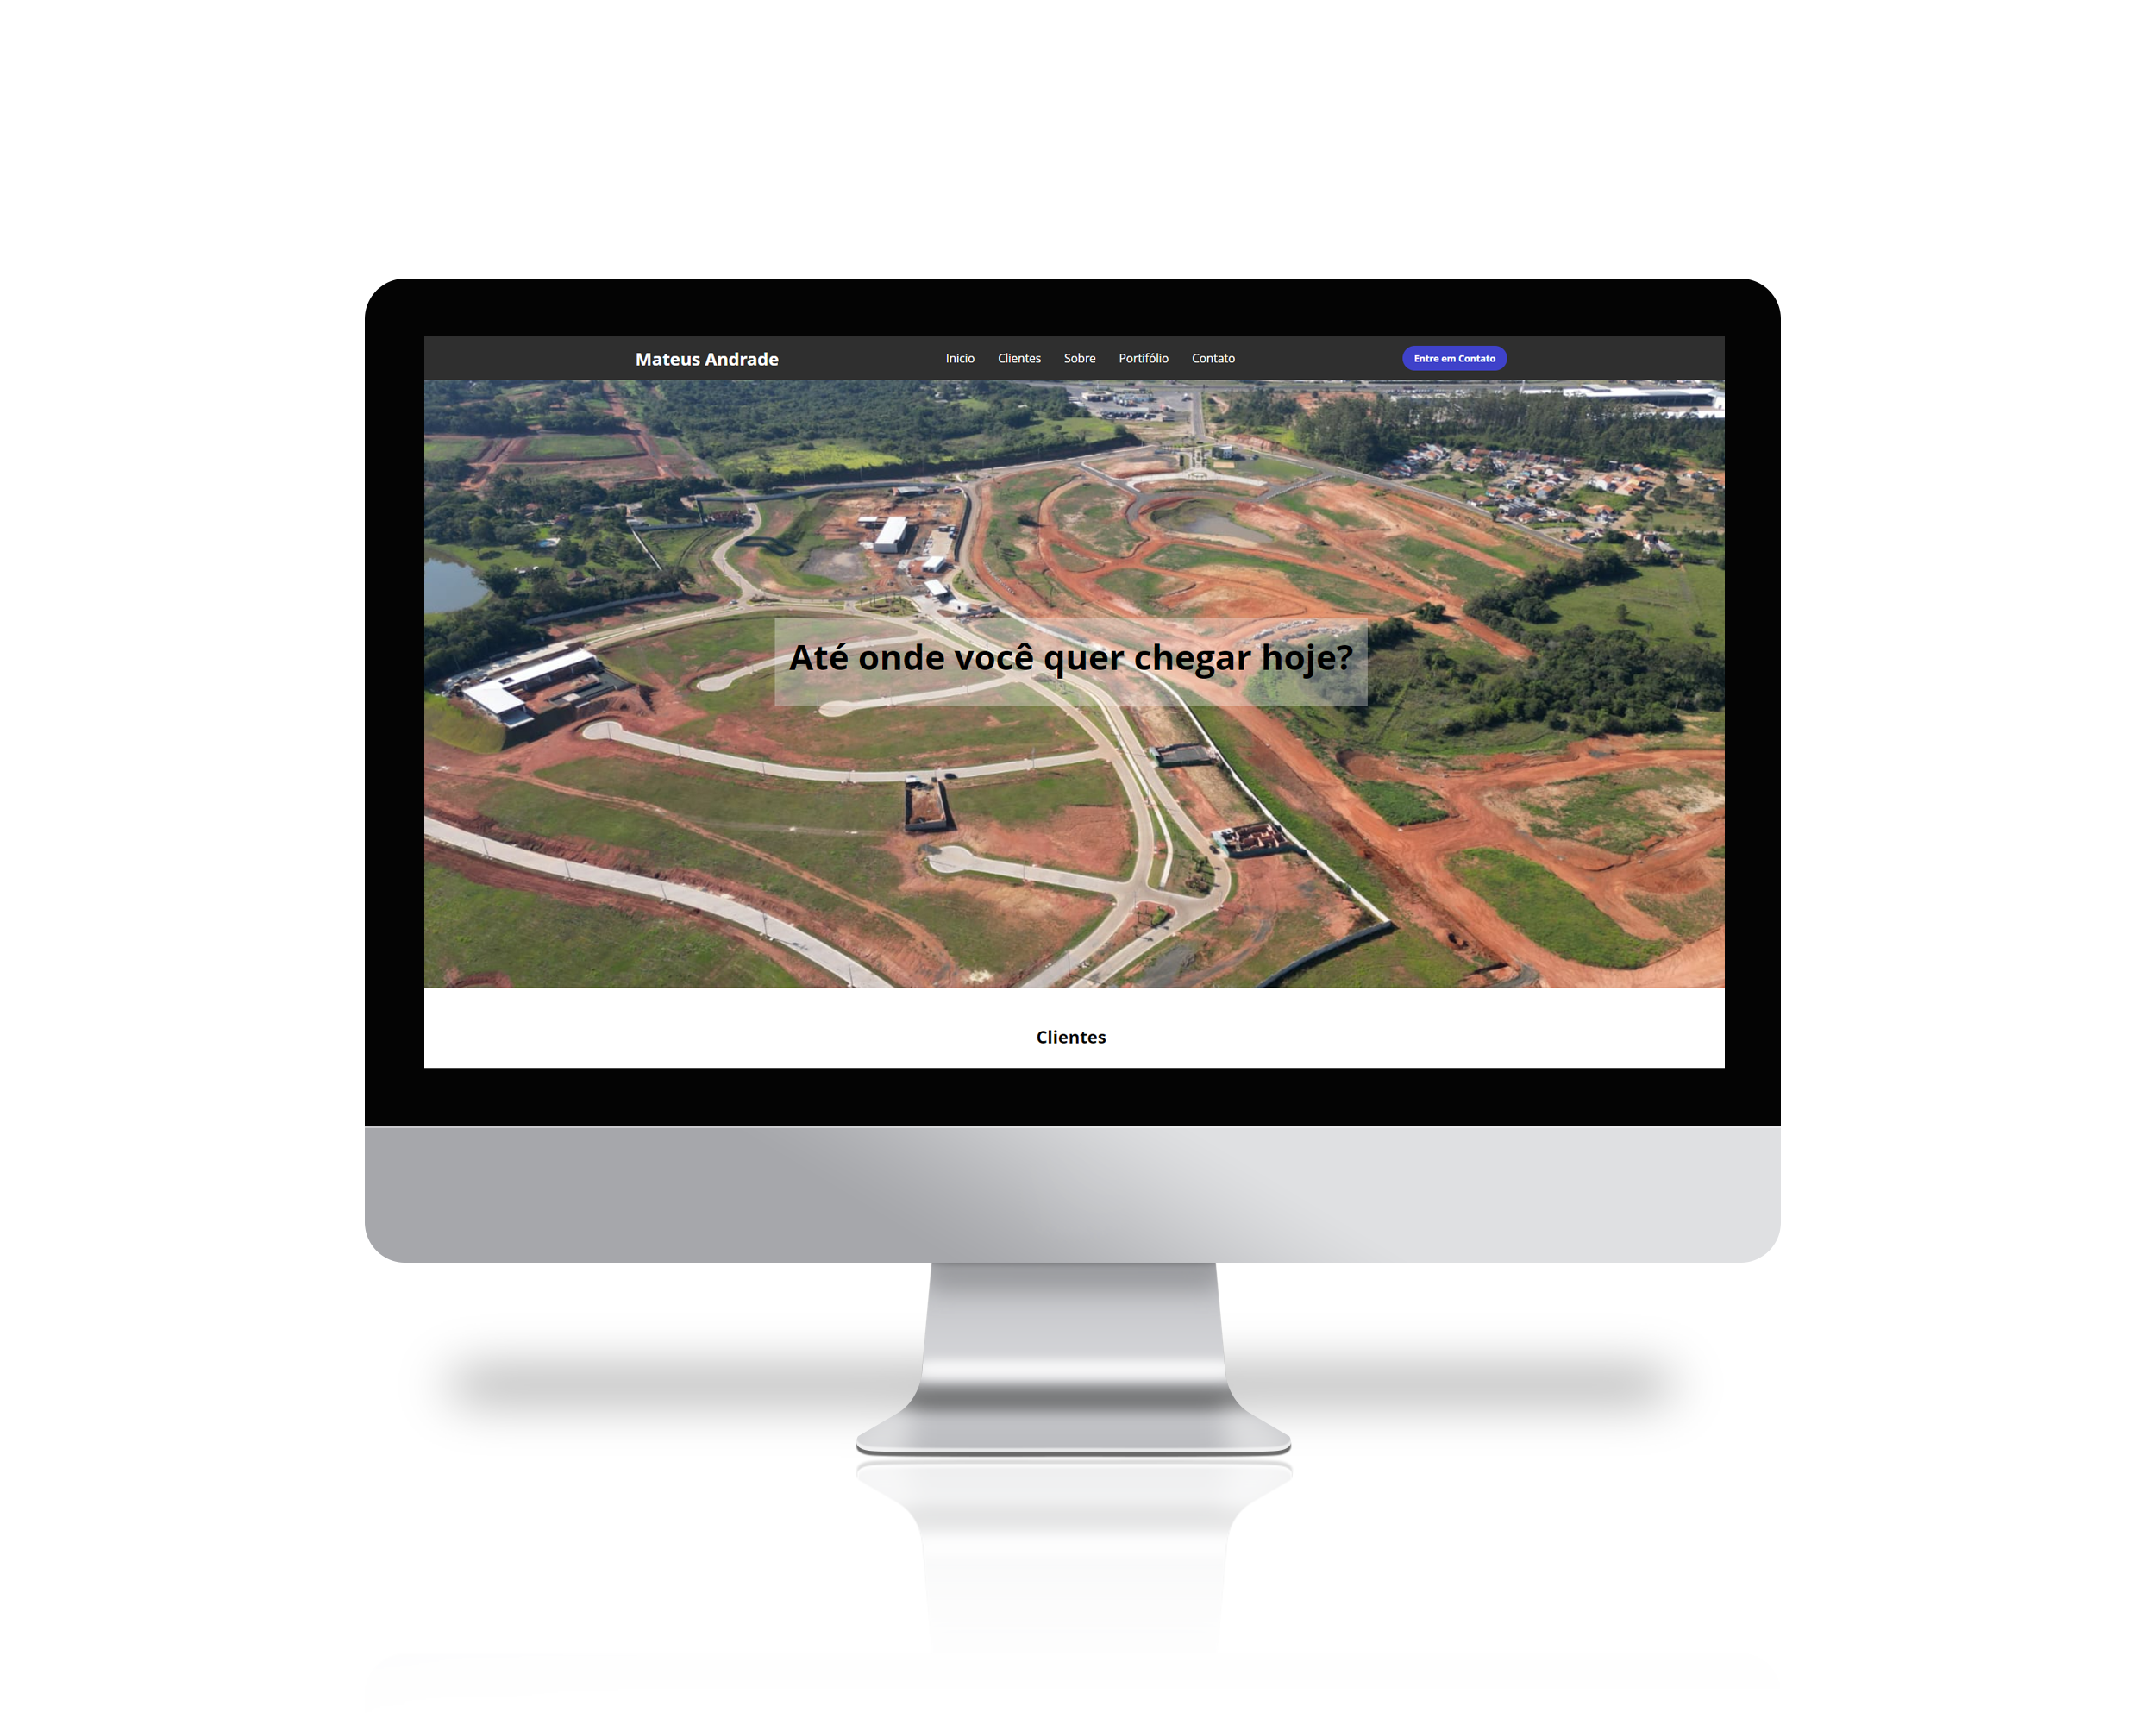 Mateus Andrade
Inicio Clientes Sobre Portifólio Contato
Entre em Contato
Até onde você quer chegar hoje?
Clientes